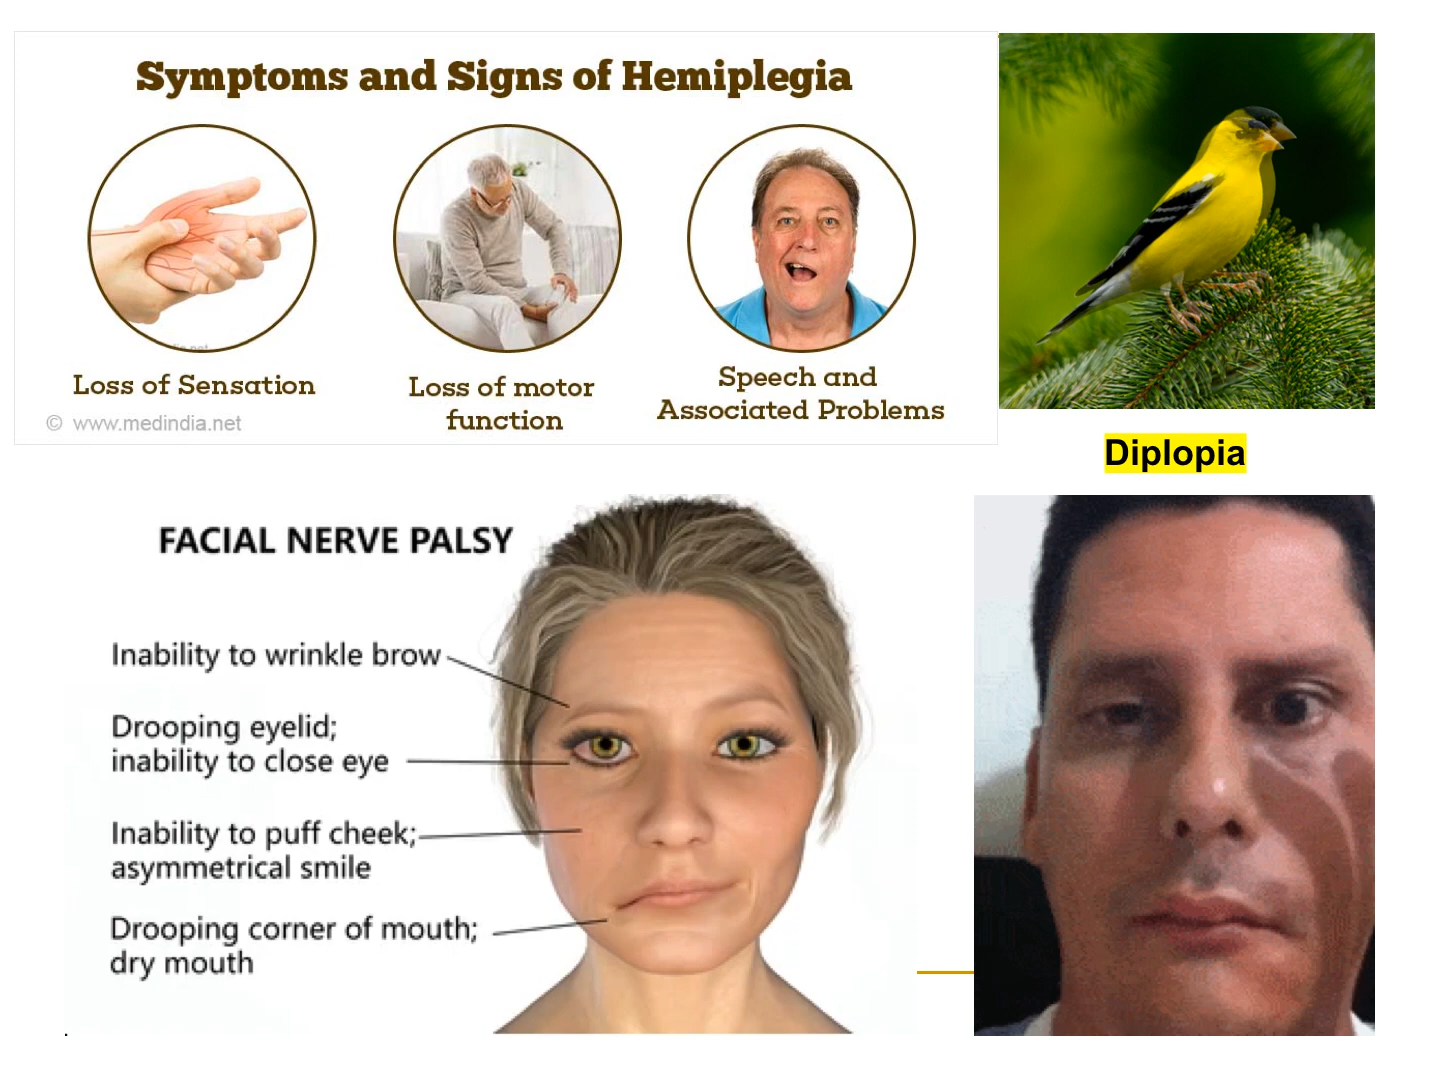 Symptoms and Signs of Hemiplegia
Loss of Sensation
Loss of motor
function
Speech and
Associated Problems
© www.medindia.net
Diplopia
FACIAL NERVE PALSY
Inability to wrinkle brow
Drooping eyelid;
inability to close eye
Inability to puff cheek;
asymmetrical smile
Drooping corner of mouth;
dry mouth